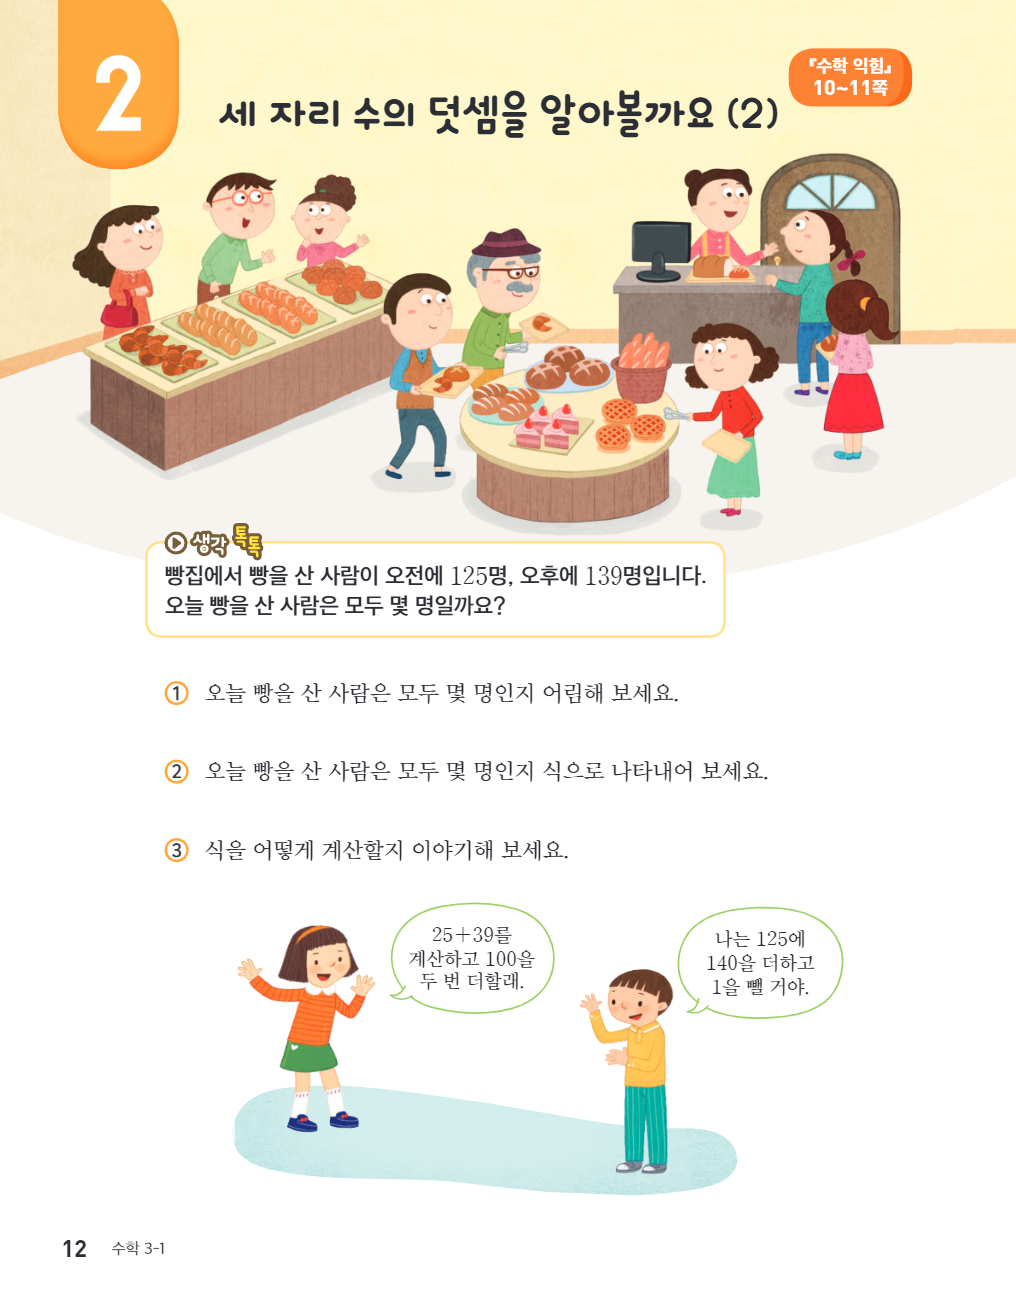 2
세 자리 수의 덧셈을 알아볼까요 (2)
『수학 익힘』
10~11쪽
생각 톡톡
빵집에서 빵을 산 사람이 오전에 125명, 오후에 139명입니다.
오늘 빵을 산 사람은 모두 몇 명일까요?
1 오늘 빵을 산 사람은 모두 몇 명인지 어림해 보세요.
2 오늘 빵을 산 사람은 모두 몇 명인지 식으로 나타내어 보세요.
3 식을 어떻게 계산할지 이야기해 보세요.
25+39를
계산하고 100을
두 번 더할래.
나는 125에
140을 더하고
1을 뺄 거야.
12 수학 3-1